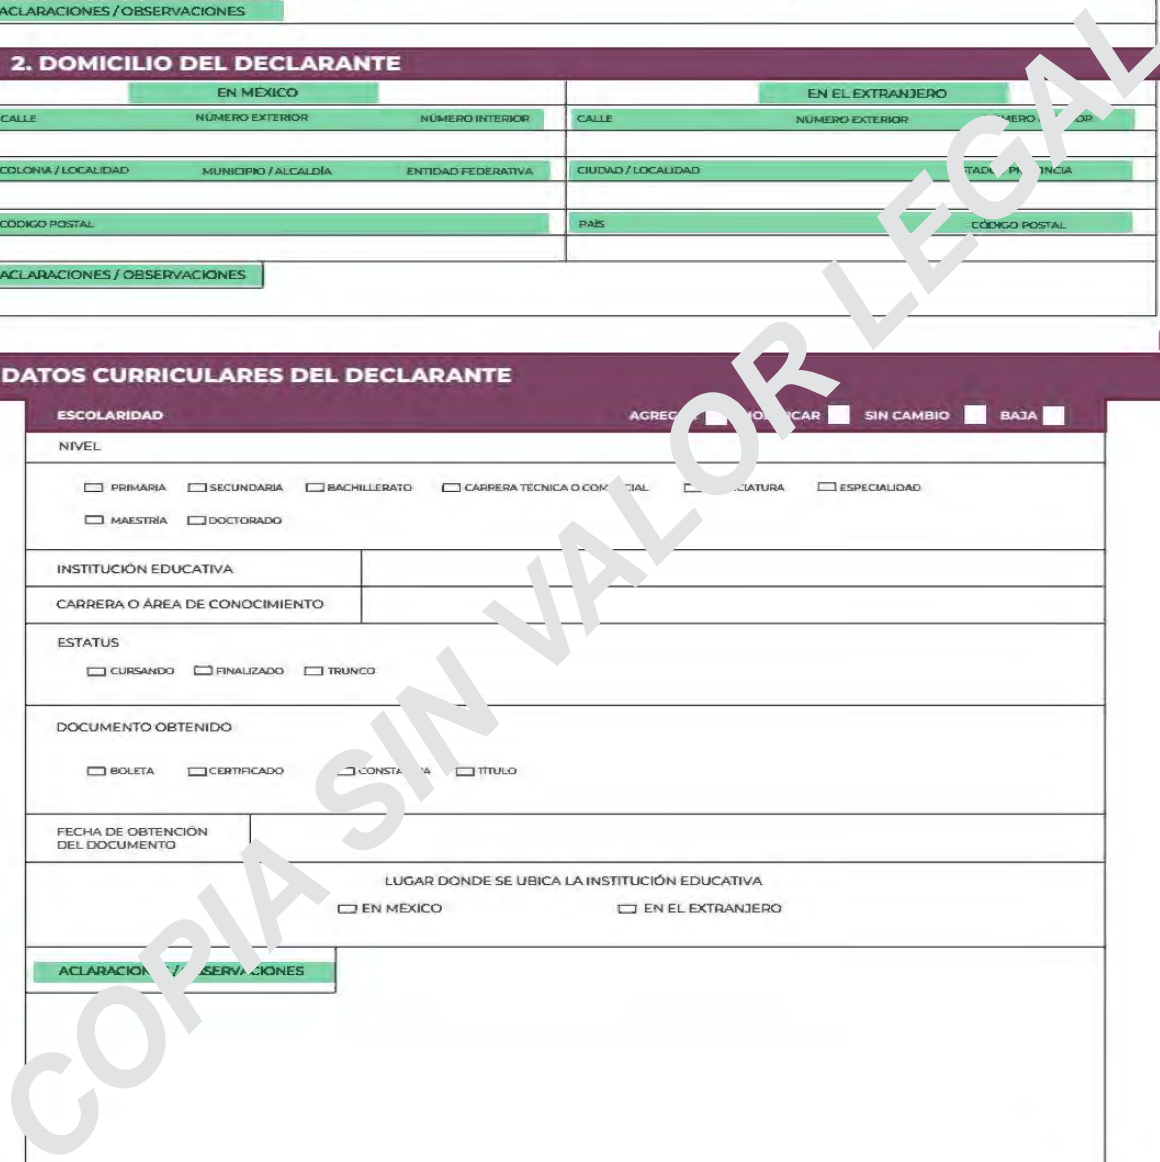 ACLARACIONES / OBSERVACIONES
2. DOMICILIO DEL DECLARANTE
EN MÉXICO EN EL EXTRANJERO
CALLE NÚMERO EXTERIOR NÚMERO INTERIOR CALLE NÚMERO EXTERIOR
COLONIA / LOCALIDAD MUNICIPIO / ALCALDÍA ENTIDAD FEDERATIVA CIUDAD / LOCALIDAD
CÓDIGO POSTAL PAÍS CÓDIGO POSTAL
ACLARACIONES / OBSERVACIONES
DATOS CURRICULARES DEL DECLARANTE
ESCOLARIDAD SIN CAMBIO BAJA
NIVEL
PRIMARIA SECUNDARIA BACHILLERATO CARRERA TÉCNICA O ESPECIALIDAD
MAESTRÍA DOCTORADO
INSTITUCIÓN EDUCATIVA
CARRERA O ÁREA DE CONOCIMIENTO
ESTATUS
CURSANDO FINALIZADO TRUNCO
DOCUMENTO OBTENIDO
BOLETA CERTIFICADO TÍTULO
FECHA DE OBTENCIÓN
DEL DOCUMENTO
LUGAR DONDE SE UBICA LA INSTITUCIÓN EDUCATIVA
EN MÉXICO EN EL EXTRANJERO
ACLARACIONES / OBSERVACIONES
COPIA SIN VALOR LEGAL